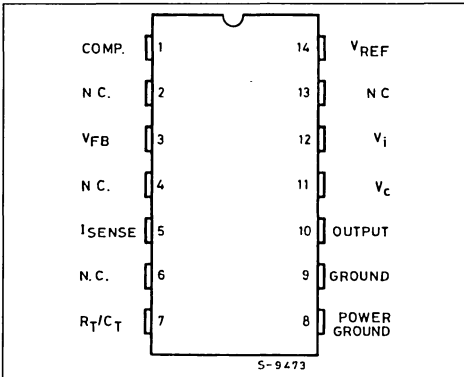 COMP. 1 14 VREF
N C. 2 13 N C
VFB 3 12 Vi
N C. 4 11 Vc
ISENSE 5 10 OUTPUT
N.C. 6 9 GROUND
RT/CT 7 8 POWER
GROUND
S-9473